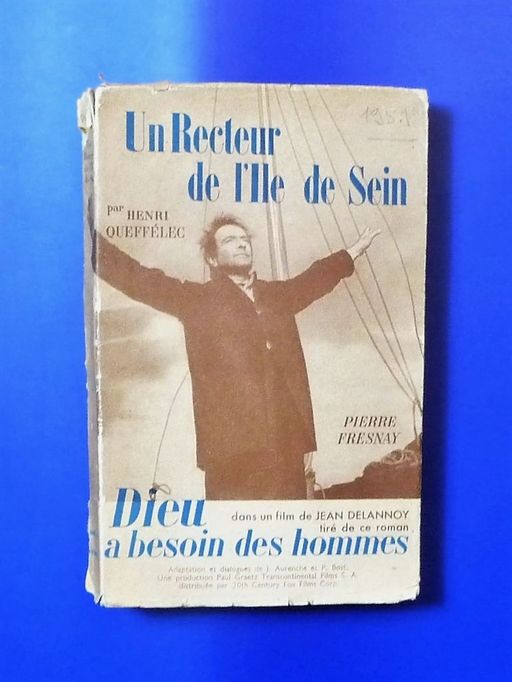 1951
Un Recteur
de l'Ile de Sein
par HENRI
QUEFFÉLEC
PIERRE
FRESNAY
Dieu dans un film de JEAN DELANNOY
tiré de ce roman
a besoin des hommes
Adaptation et dialogues de J. Aurenche et P. Bost.
Une production Paul Graetz Transcontinental Films S. A.
distribuée par 20th Century Fox Films Corp.